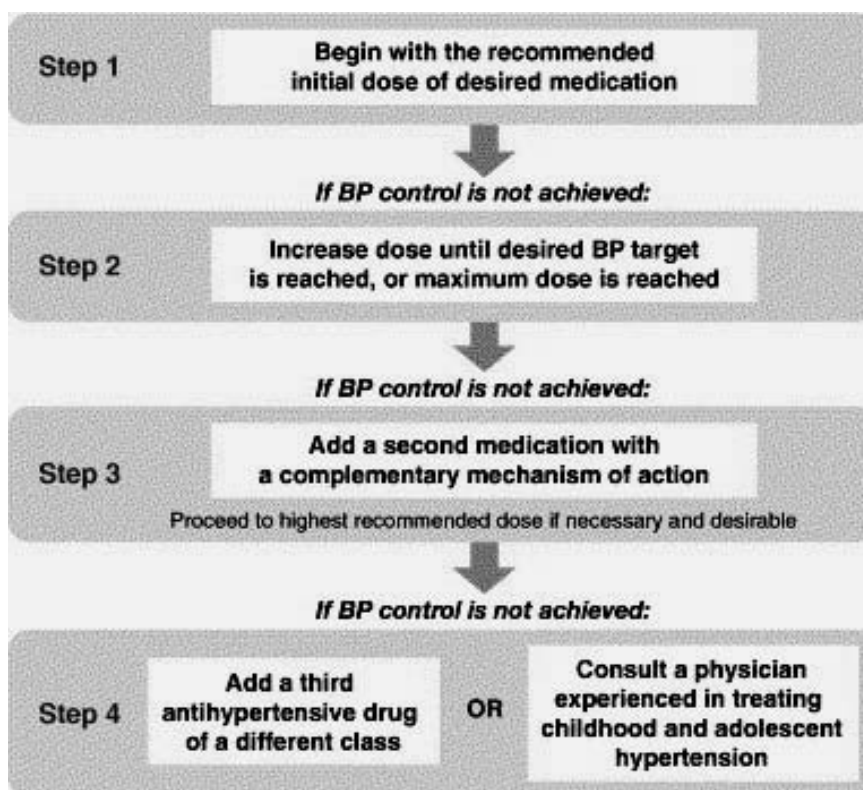 Step 1
Begin with the recommended
initial dose of desired medication
If BP control is not achieved:
Step 2
Increase dose until desired BP target
is reached, or maximum dose is reached
If BP control is not achieved:
Step 3
Add a second medication with
a complementary mechanism of action
Proceed to highest recommended dose if necessary and desirable
If BP control is not achieved:
Step 4
Add a third
antihypertensive drug
of a different class
OR
Consult a physician
experienced in treating
childhood and adolescent
hypertension